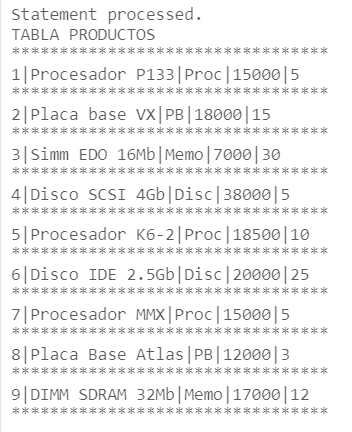 Statement processed.
TABLA PRODUCTOS
********************************
1|Procesador P133|Proc|15000|5
********************************
2|Placa base VX|PB|18000|15
********************************
3|Simm EDO 16Mb|Memo|7000|30
********************************
4|Disco SCSI 4Gb|Disc|38000|5
********************************
5|Procesador K6-2|Proc|18500|10
********************************
6|Disco IDE 2.5Gb|Disc|20000|25
********************************
7|Procesador MMX|Proc|15000|5
********************************
8|Placa Base Atlas|PB|12000|3
********************************
9|DIMM SDRAM 32Mb|Memo|17000|12
********************************